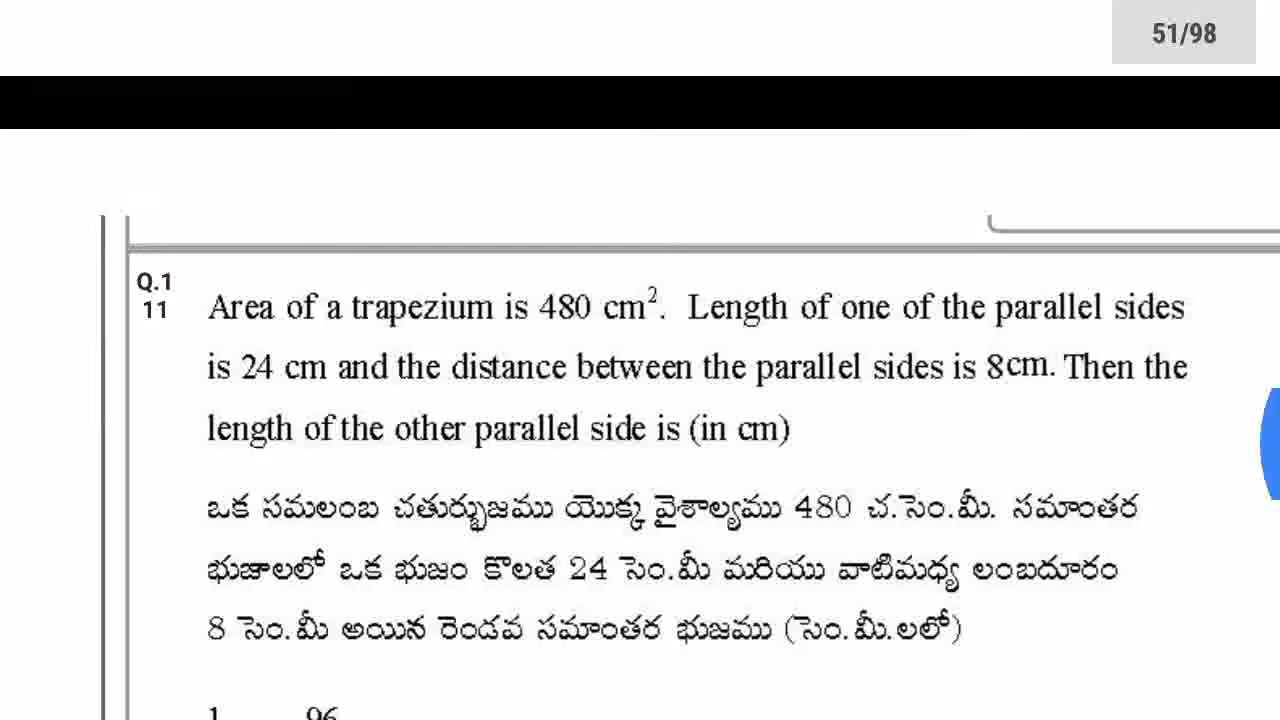 51/98
Q.1
11
Area of a trapezium is 480 cm². Length of one of the parallel sides
is 24 cm and the distance between the parallel sides is 8cm. Then the
length of the other parallel side is (in cm)
ఒక సమలంబ చతుర్భుజము యొక్క వైశాల్యము 480 చ.సెం.మీ. సమాంతర
భుజాలలో ఒక భుజం కొలత 24 సెం.మీ మరియు వాటిమధ్య లంబదూరం
8 సెం.మీ అయిన రెండవ సమాంతర భుజము (సెం.మీ.లలో)
1 96